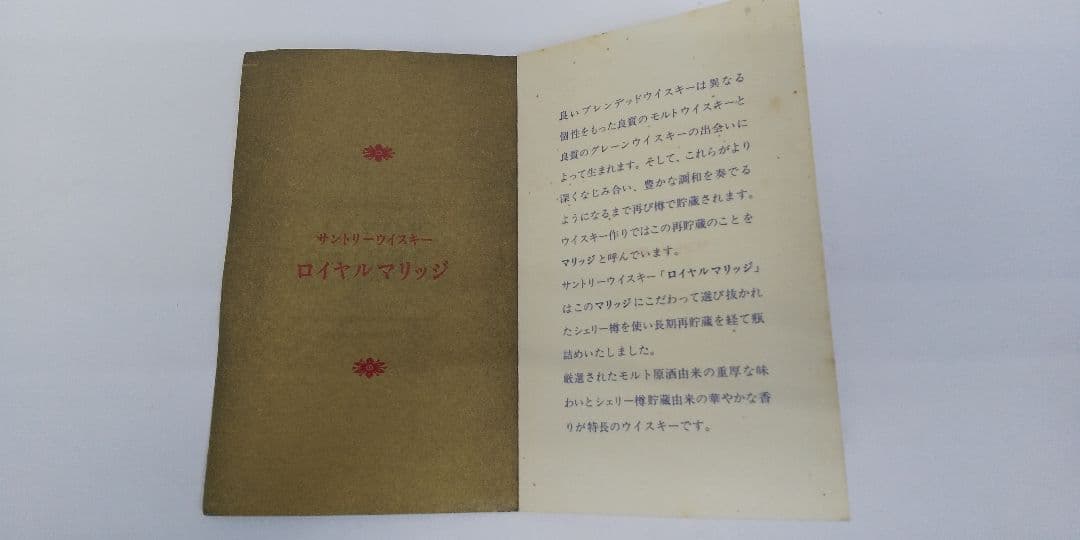 サントリーウイスキー
ロイヤルマリッジ
良いブレンデッドウイスキーは異なる
個性をもった良質のモルトウイスキーと
良質のグレーンウイスキーの出会いに
よって生まれます。そして、これらがより
深くなじみ合い、豊かな調和を奏でる
ようになるまで再び樽で貯蔵されます。
ウイスキー作りではこの再貯蔵のことを
マリッジと呼んでいます。
サントリーウイスキー「ロイヤルマリッジ」
はこのマリッジにこだわって選び抜かれ
たシェリー樽を使い長期再貯蔵を経て瓶
詰めいたしました。
厳選されたモルト原酒由来の重厚な味
わいとシェリー樽貯蔵由来の華やかな香
りが特長のウイスキーです。